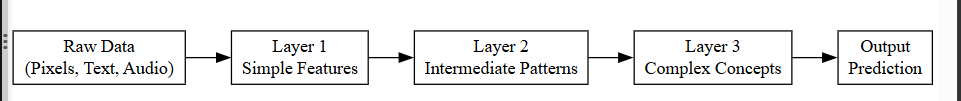 Raw Data
(Pixels, Text, Audio)
Layer 1
Simple Features
Layer 2
Intermediate Patterns
Layer 3
Complex Concepts
Output
Prediction